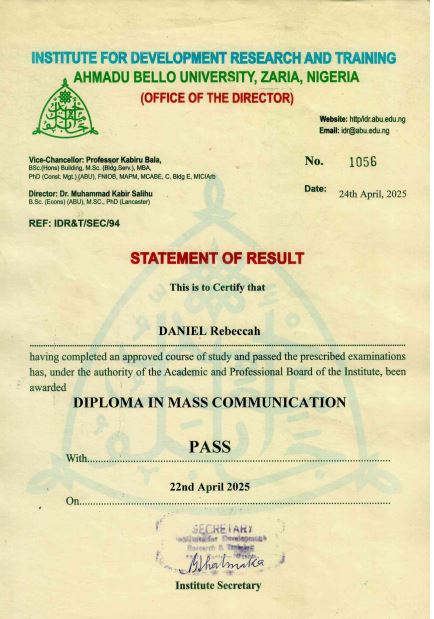 INSTITUTE FOR DEVELOPMENT RESEARCH AND TRAINING
AHMADU BELLO UNIVERSITY, ZARIA, NIGERIA
(OFFICE OF THE DIRECTOR)
Website: http/idr.abu.edu.ng
Email: idr@abu.edu.ng
Vice-Chancellor: Professor Kabiru Bala,
BSc.(Hons) Building, M.Sc. (Bldg.Serv.), MBA,
PhD (Const. Mgt.) (ABU), FNIOB, MAPM, MCABE, C. Bldg E, MCIArb
No. 1056
Director: Dr. Muhammad Kabir Salihu
B.Sc. (Econs) (ABU), M.SC., PhD (Lancaster)
Date: 24th April, 2025
REF: IDR&T/SEC/94
STATEMENT OF RESULT
This is to Certify that
DANIEL Rebeccah
having completed an approved course of study and passed the prescribed examinations
has, under the authority of the Academic and Professional Board of the Institute, been
awarded
DIPLOMA IN MASS COMMUNICATION
PASS
With
22nd April 2025
On
SECRETARY
Institute for Development
Research & Training
Institute Secretary